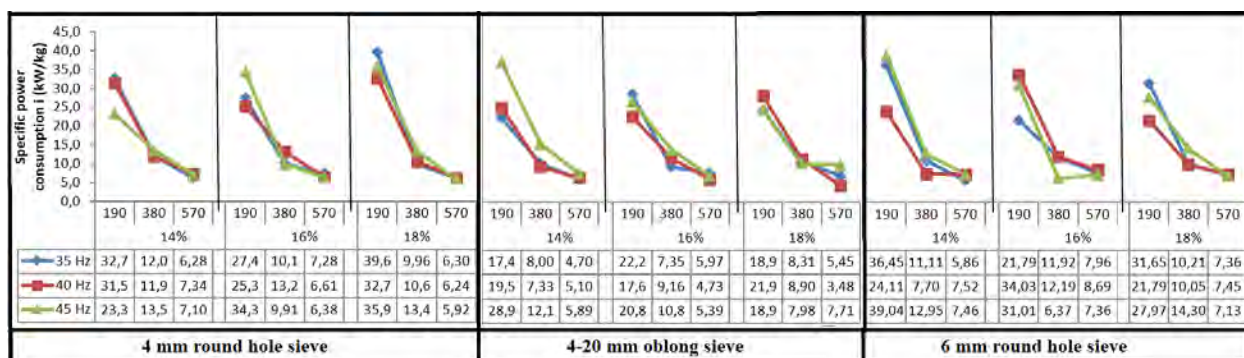 Specific power
consumption i (kW/kg)
45,0
40,0
35,0
30,0
25,0
20,0
15,0
10,0
5,0
0,0
190 380 570 190 380 570 190 380 570 190 380 570 190 380 570 190 380 570 190 380 570 190 380 570 190 380 570
14% 16% 18% 14% 16% 18% 14% 16% 18%
35 Hz 32,7 12,0 6,28 27,4 10,1 7,28 39,6 9,96 6,30 17,4 8,00 4,70 22,2 7,35 5,97 18,9 8,31 5,45 36,45 11,11 5,86 21,79 11,92 7,96 31,65 10,21 7,36
40 Hz 31,5 11,9 7,34 25,3 13,2 6,61 32,7 10,6 6,24 19,5 7,33 5,10 17,6 9,16 4,73 21,9 8,90 3,48 24,11 7,70 7,52 34,03 12,19 8,69 21,79 10,05 7,45
45 Hz 23,3 13,5 7,10 34,3 9,91 6,38 35,9 13,4 5,92 28,9 12,1 5,89 20,8 10,8 5,39 18,9 7,98 7,71 39,04 12,95 7,46 31,01 6,37 7,36 27,97 14,30 7,13
4 mm round hole sieve 4-20 mm oblong sieve 6 mm round hole sieve